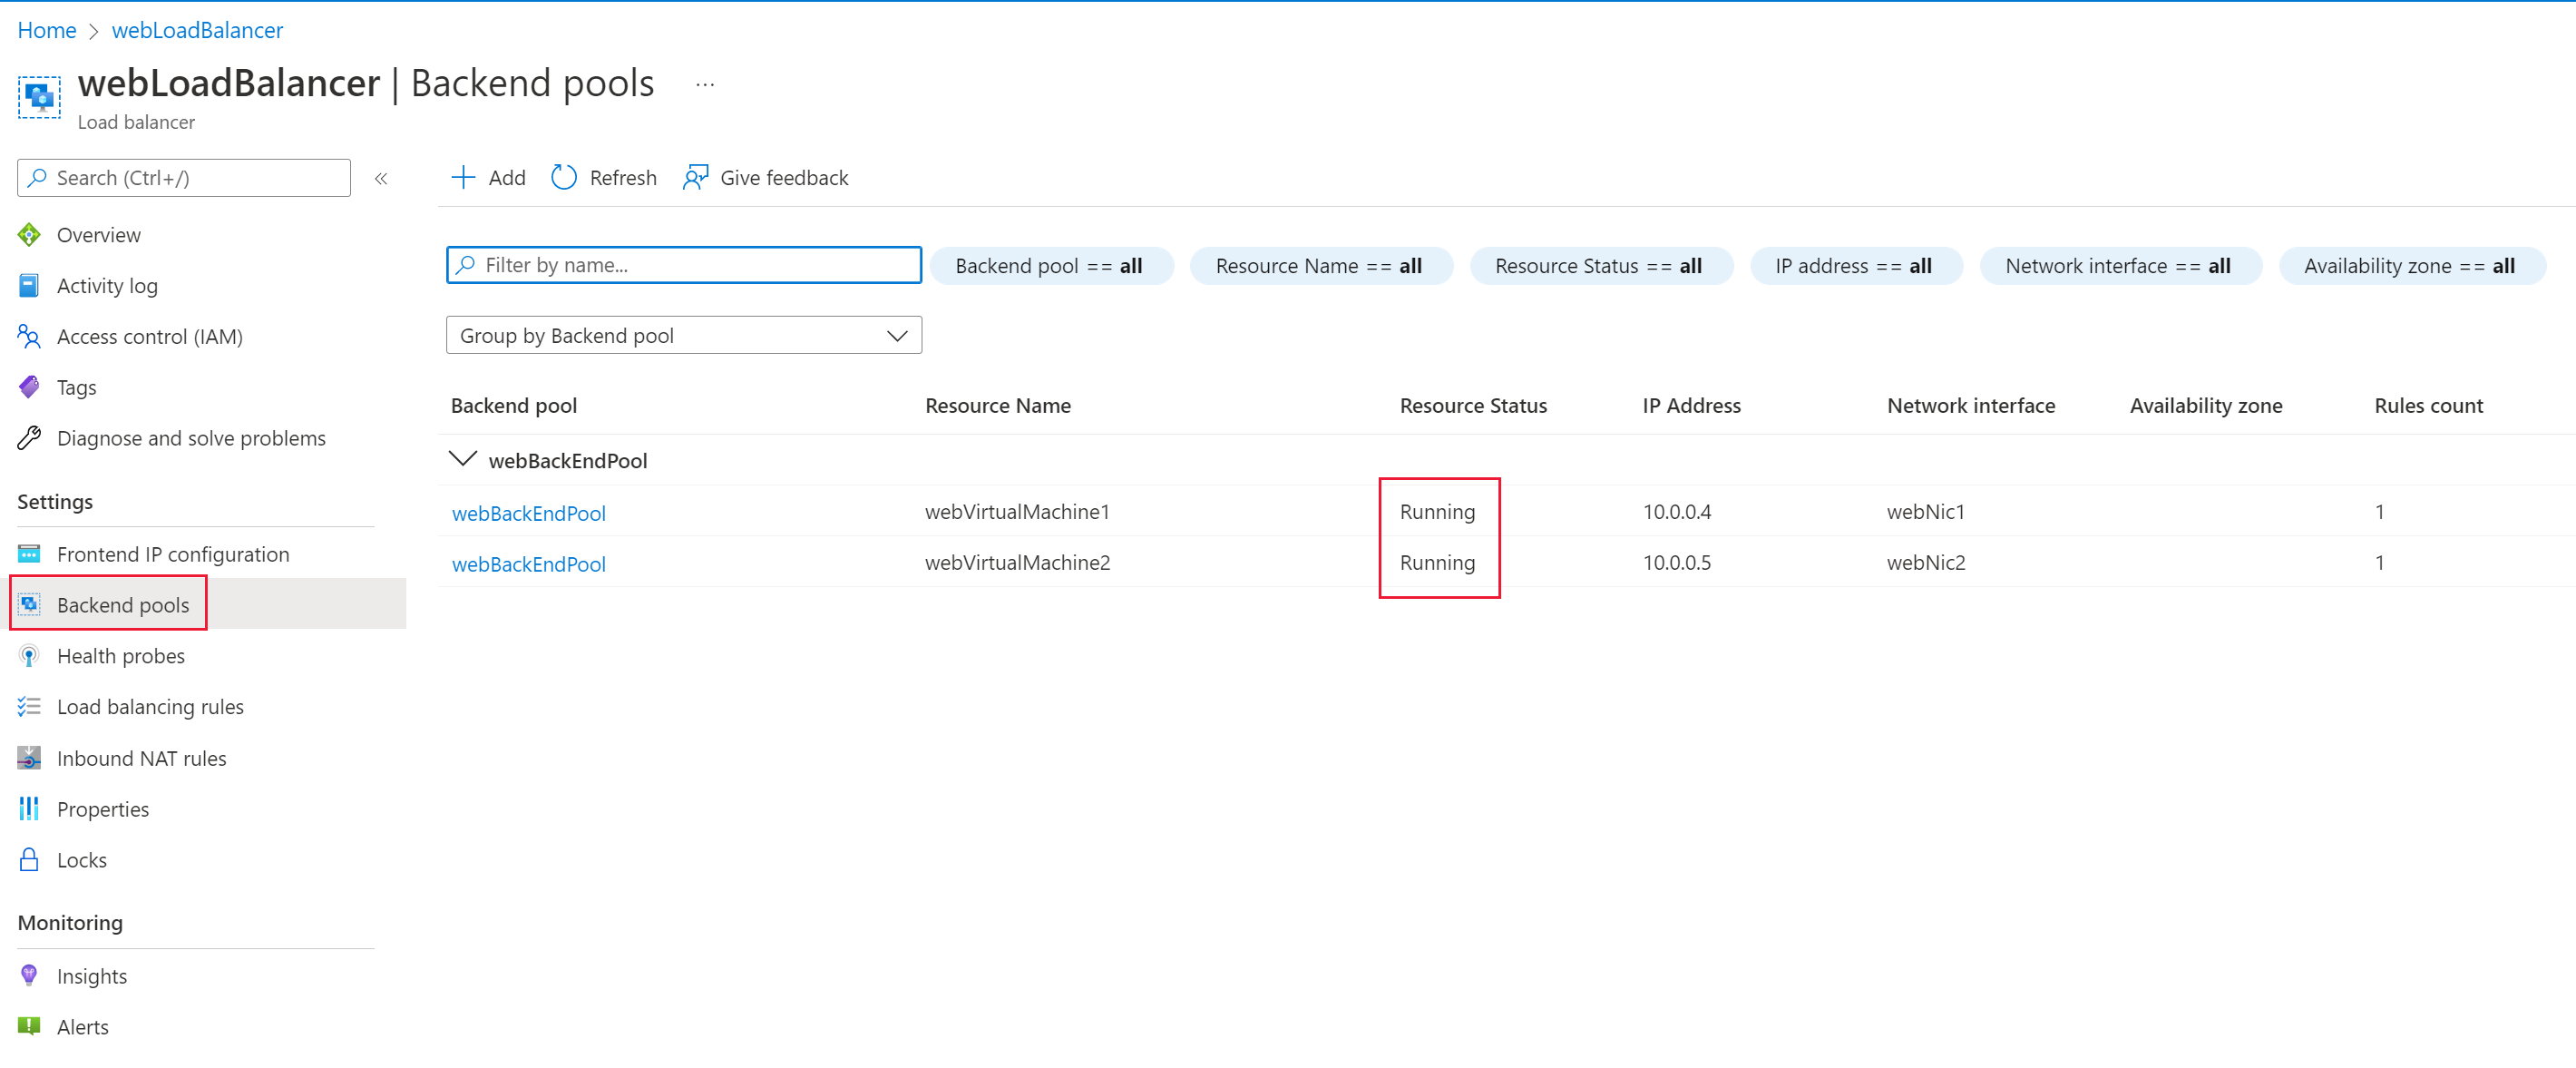 Home > webLoadBalancer
webLoadBalancer | Backend pools ...
Load balancer
Search (Ctrl+/) «
Overview
Activity log
Access control (IAM)
Tags
Diagnose and solve problems
Settings
Frontend IP configuration
Backend pools
Health probes
Load balancing rules
Inbound NAT rules
Properties
Locks
Monitoring
Insights
Alerts
Add Refresh Give feedback
Filter by name... Backend pool == all Resource Name == all Resource Status == all IP address == all Network interface == all Availability zone == all
Group by Backend pool
Backend pool Resource Name Resource Status IP Address Network interface Availability zone Rules count
webBackEndPool
webBackEndPool webVirtualMachine1 Running 10.0.0.4 webNic1 1
webBackEndPool webVirtualMachine2 Running 10.0.0.5 webNic2 1